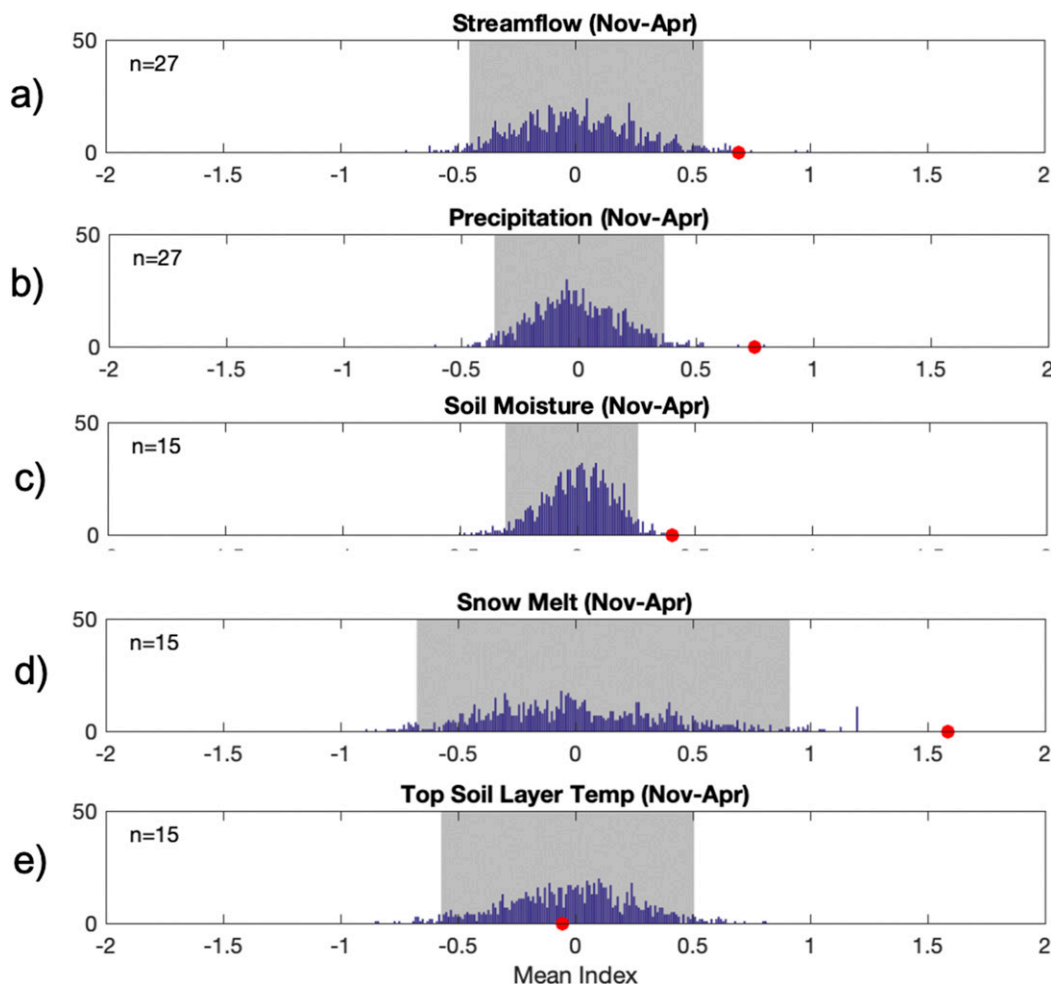 Streamflow (Nov-Apr)
a)
50
n=27
0
-2 -1.5 -1 -0.5 0 0.5 1 1.5 2
Precipitation (Nov-Apr)
b)
50
n=27
0
-2 -1.5 -1 -0.5 0 0.5 1 1.5 2
Soil Moisture (Nov-Apr)
c)
50
n=15
0
Snow Melt (Nov-Apr)
d)
50
n=15
0
-2 -1.5 -1 -0.5 0 0.5 1 1.5 2
Top Soil Layer Temp (Nov-Apr)
e)
50
n=15
0
-2 -1.5 -1 -0.5 0 0.5 1 1.5 2
Mean Index